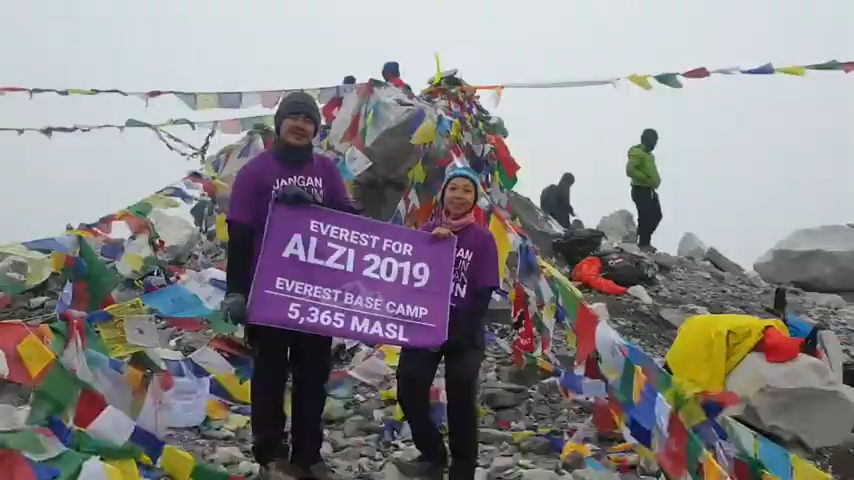 JANGAN
EVEREST FOR
ALZI 2019
EVEREST BASE CAMP
5,365 MASL